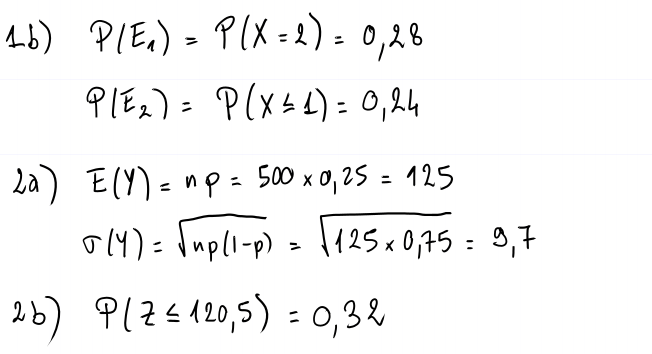 1b) P(E₁) = P(X = 2) = 0,28
P(E₂) = P(X ≤ 1) = 0,24
2a) E(Y) = np = 500 × 0,25 = 125
σ(Y) = √(np(1-p)) = √(125 × 0,75) = 9,7
2b) P(Z ≤ 120,5) = 0,32